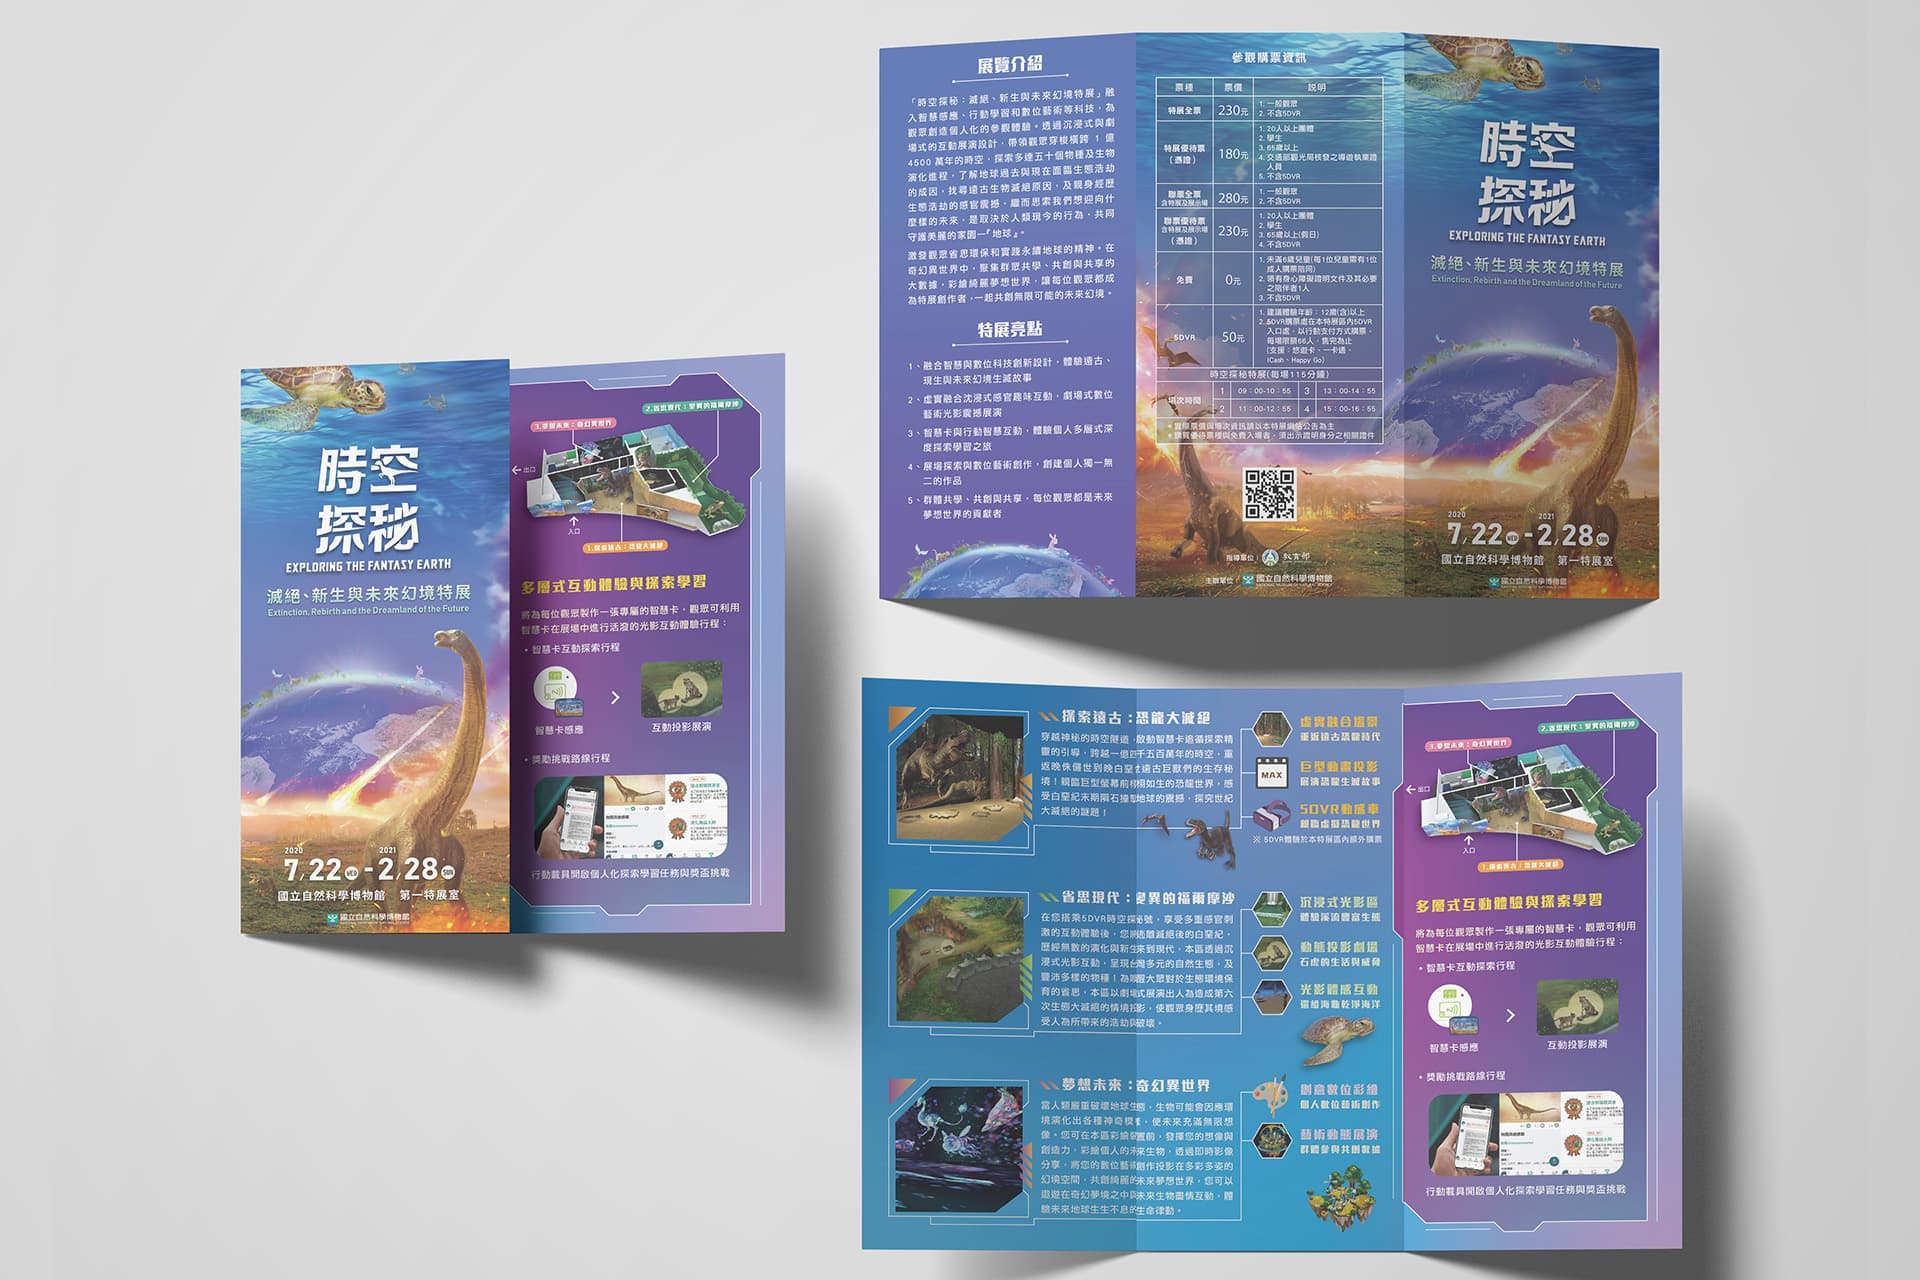 時空
探秘
EXPLORING THE FANTASY EARTH
滅絕、新生與未來幻境特展
Extinction, Rebirth and the Dreamland of the Future
2020
2021
7/22 WED - 2/28 SUN
國立自然科學博物館 第一特展室
國立自然科學博物館
2.省思現代：變異的福爾摩沙
3.夢想未來：奇幻異世界
出口
入口
1.探索遠古：恐龍大滅絕
多層式互動體驗與探索學習
將為每位觀眾製作一張專屬的智慧卡，觀眾可利用
智慧卡在展場中進行活潑的光影互動體驗行程：
・智慧卡互動探索行程
智慧卡感應
互動投影展演
・獎勵挑戰路線行程
行動載具開啟個人化探索學習任務與獎盃挑戰
展覽介紹
「時空探秘：滅絕、新生與未來幻境特展」融
入智慧感應、行動學習和數位藝術等科技，為
觀眾創造個人化的參觀體驗。透過沉浸式與劇
場式的互動展演設計，帶領觀眾穿梭橫跨 1 億
4500 萬年的時空，探索多達五十個物種及生物
演化進程，了解地球過去與現在面臨生態浩劫
的成因，找尋遠古生物滅絕原因，及親身經歷
生態浩劫的感官震撼，繼而思索我們想迎向什
麼樣的未來，是取決於人類現今的行為，共同
守護美麗的家園—『地球』。
激發觀眾省思環保和實踐永續地球的精神。在
奇幻異世界中，聚集群眾共學、共創與共享的
大數據，彩繪綺麗夢想世界，讓每位觀眾都成
為特展創作者，一起共創無限可能的未來幻境。
特展亮點
1、融合智慧與數位科技創新設計，體驗遠古、
現生與未來幻境生滅故事
2、虛實融合沈浸式感官趣味互動，劇場式數位
藝術光影震撼展演
3、智慧卡與行動智慧互動，體驗個人多層式深
度探索學習之旅
4、展場探索與數位藝術創作，創建個人獨一無
二的作品
5、群體共學、共創與共享，每位觀眾都是未來
夢想世界的貢獻者
參觀購票資訊
票種 票價 說明
特展全票 230元
1. 一般觀眾
2. 不含5DVR
特展優待票
（憑證）
180元
1. 20人以上團體
2. 學生
3. 65歲以上
4. 交通部觀光局核發之導遊執業證
人員
5. 不含5DVR
聯票全票
含特展及展示場
280元
1. 一般觀眾
2. 不含5DVR
聯票優待票
含特展及展示場
（憑證）
230元
1. 20人以上團體
2. 學生
3. 65歲以上(假日)
4. 不含5DVR
免費 0元
1. 未滿6歲兒童(每1位兒童需有1位
成人購票陪同)
2. 領有身心障礙證明文件及其必要
之陪伴者1人
3. 不含5DVR
5DVR 50元
1. 建議體驗年齡：12歲(含)以上
2. 5DVR購票處在本特展區內5DVR
入口處，以行動支付方式購票，
每場限額66人，售完為止
(支援：悠遊卡、一卡通、
iCash、Happy Go)
時空探秘特展(每場115分鐘)
場次時間
1 09：00-10：55 3 13：00-14：55
2 11：00-12：55 4 15：00-16：55
＊實際票價與場次資訊請以本特展網站公告為主
＊購買優待票種與免費入場者，須出示證明身分之相關證件
指導單位：教育部
主辦單位：國立自然科學博物館
時空
探秘
EXPLORING THE FANTASY EARTH
滅絕、新生與未來幻境特展
Extinction, Rebirth and the Dreamland of the Future
2020
2021
7/22 WED - 2/28 SUN
國立自然科學博物館 第一特展室
國立自然科學博物館
探索遠古：恐龍大滅絕
穿越神秘的時空隧道，啟動智慧卡追循探索精
靈的引導，跨越一億四千五百萬年的時空，重
返晚侏儸世到晚白堊世遠古巨獸們的生存秘
境！親臨巨型螢幕前栩栩如生的恐龍世界，感
受白堊紀末期隕石撞擊地球的震撼，探究世紀
大滅絕的謎題！
虛實融合場景
重返遠古恐龍時代
MAX
巨型動畫投影
展演恐龍生滅故事
5DVR動感車
親臨虛擬恐龍世界
※ 5DVR體驗於本特展區內額外購票
省思現代：變異的福爾摩沙
在您搭乘5DVR時空探秘號，享受多重感官刺
激的互動體驗後，您將逃離滅絕後的白堊紀，
歷經無數的演化與新生來到現代，本區透過沉
浸式光影互動，呈現台灣多元的自然生態，及
豐沛多樣的物種！為喚醒大眾對於生態環境保
育的省思，本區以劇場式展演出人為造成第六
次生態大滅絕的情境投影，使觀眾身歷其境感
受人為所帶來的浩劫與破壞。
沉浸式光影區
體驗溪流豐富生態
動態投影劇場
石虎的生活與威脅
光影體感互動
還給海龜乾淨海洋
夢想未來：奇幻異世界
當人類嚴重破壞地球生態，生物可能會因應環
境演化出各種神奇模樣，使未來充滿無限想
像。您可在本區彩繪裝置前，發揮您的想像與
創造力，彩繪個人的未來生物，透過即時影像
分享，將您的數位藝術創作投影在多彩多姿的
幻境空間，共創綺麗的未來夢想世界，您可以
遨遊在奇幻夢境之中與未來生物盡情互動，體
驗未來地球生生不息的生命律動。
創意數位彩繪
個人數位藝術創作
藝術動態展演
群體參與共創數據
2.省思現代：變異的福爾摩沙
3.夢想未來：奇幻異世界
出口
入口
1.探索遠古：恐龍大滅絕
多層式互動體驗與探索學習
將為每位觀眾製作一張專屬的智慧卡，觀眾可利用
智慧卡在展場中進行活潑的光影互動體驗行程：
・智慧卡互動探索行程
智慧卡感應
互動投影展演
・獎勵挑戰路線行程
行動載具開啟個人化探索學習任務與獎盃挑戰